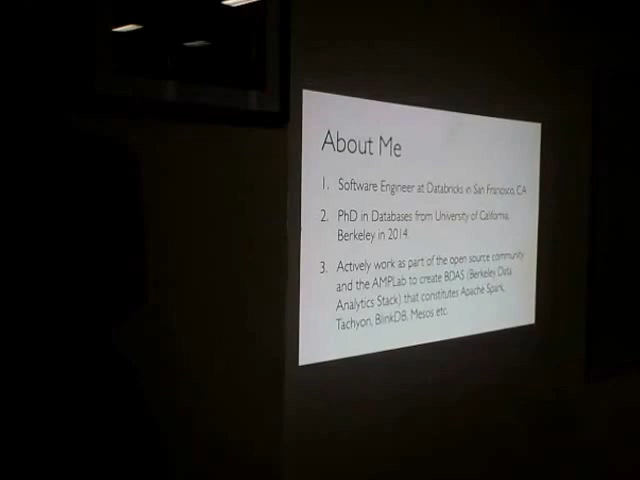 About Me
1. Software Engineer at Databricks in San Francisco, CA
2. PhD in Databases from University of California,
Berkeley in 2014.
3. Actively work as part of the open source community
and the AMPLab to create BDAS (Berkeley Data
Analytics Stack) that constitutes Apache Spark,
Tachyon, BlinkDB, Mesos etc.